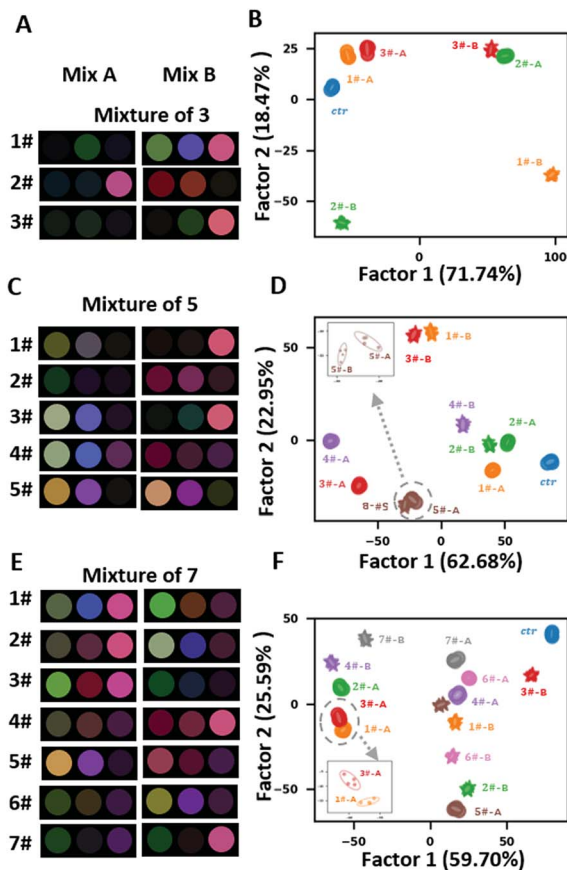 A
Mix A Mix B
Mixture of 3
1#
2#
3#
B
Factor 2 (18.47%)
25
0
−25
−50
3#-A
1#-A
ctr
3#-B
2#-A
1#-B
2#-B
0 100
Factor 1 (71.74%)
C
Mixture of 5
1#
2#
3#
4#
5#
D
Factor 2 (22.95%)
50
0
−50
5#-A
5#-B
3#-B
1#-B
4#-B
2#-A
2#-B
4#-A
1#-A
ctr
3#-A
5#-B
5#-A
−50 0 50
Factor 1 (62.68%)
E
Mixture of 7
1#
2#
3#
4#
5#
6#
7#
F
Factor 2 (25.59%)
50
0
−50
ctr
7#-B
7#-A
4#-B
6#-A
3#-B
2#-A
4#-A
3#-A
1#-A
1#-B
6#-B
3#-A
1#-A
2#-B
5#-A
−50 0 50
Factor 1 (59.70%)